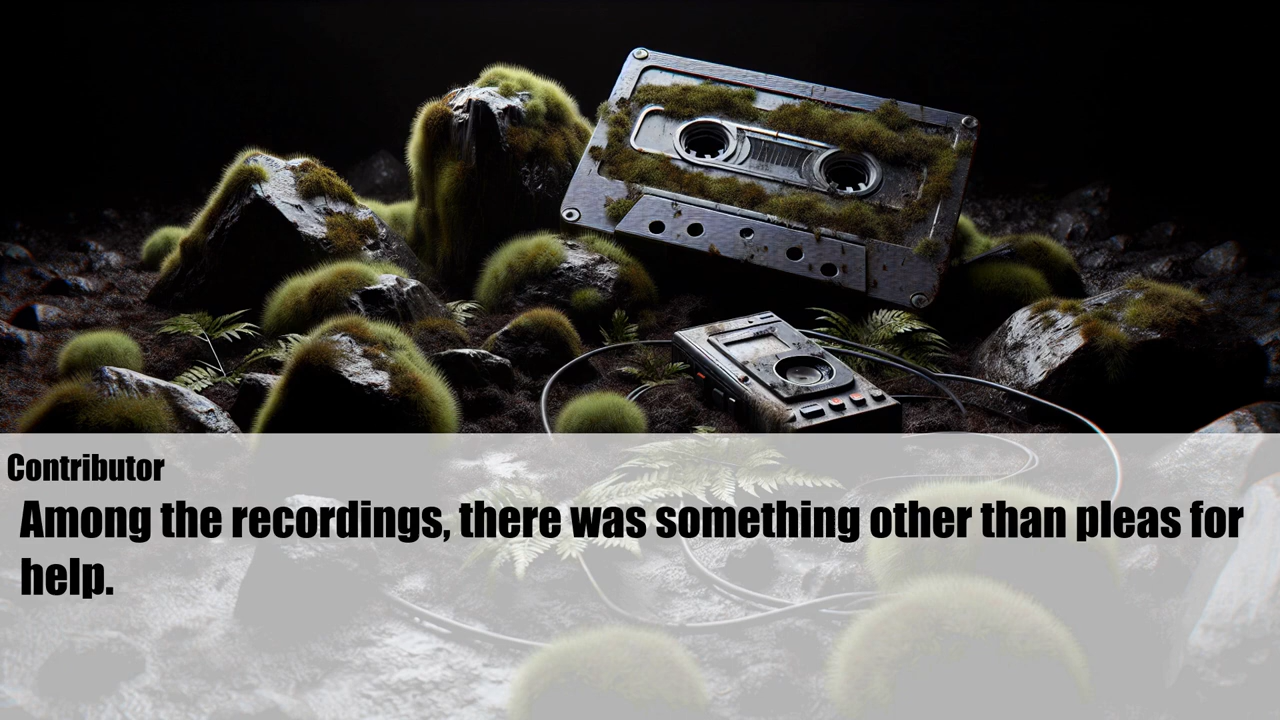 Contributor
Among the recordings, there was something other than pleas for
help.